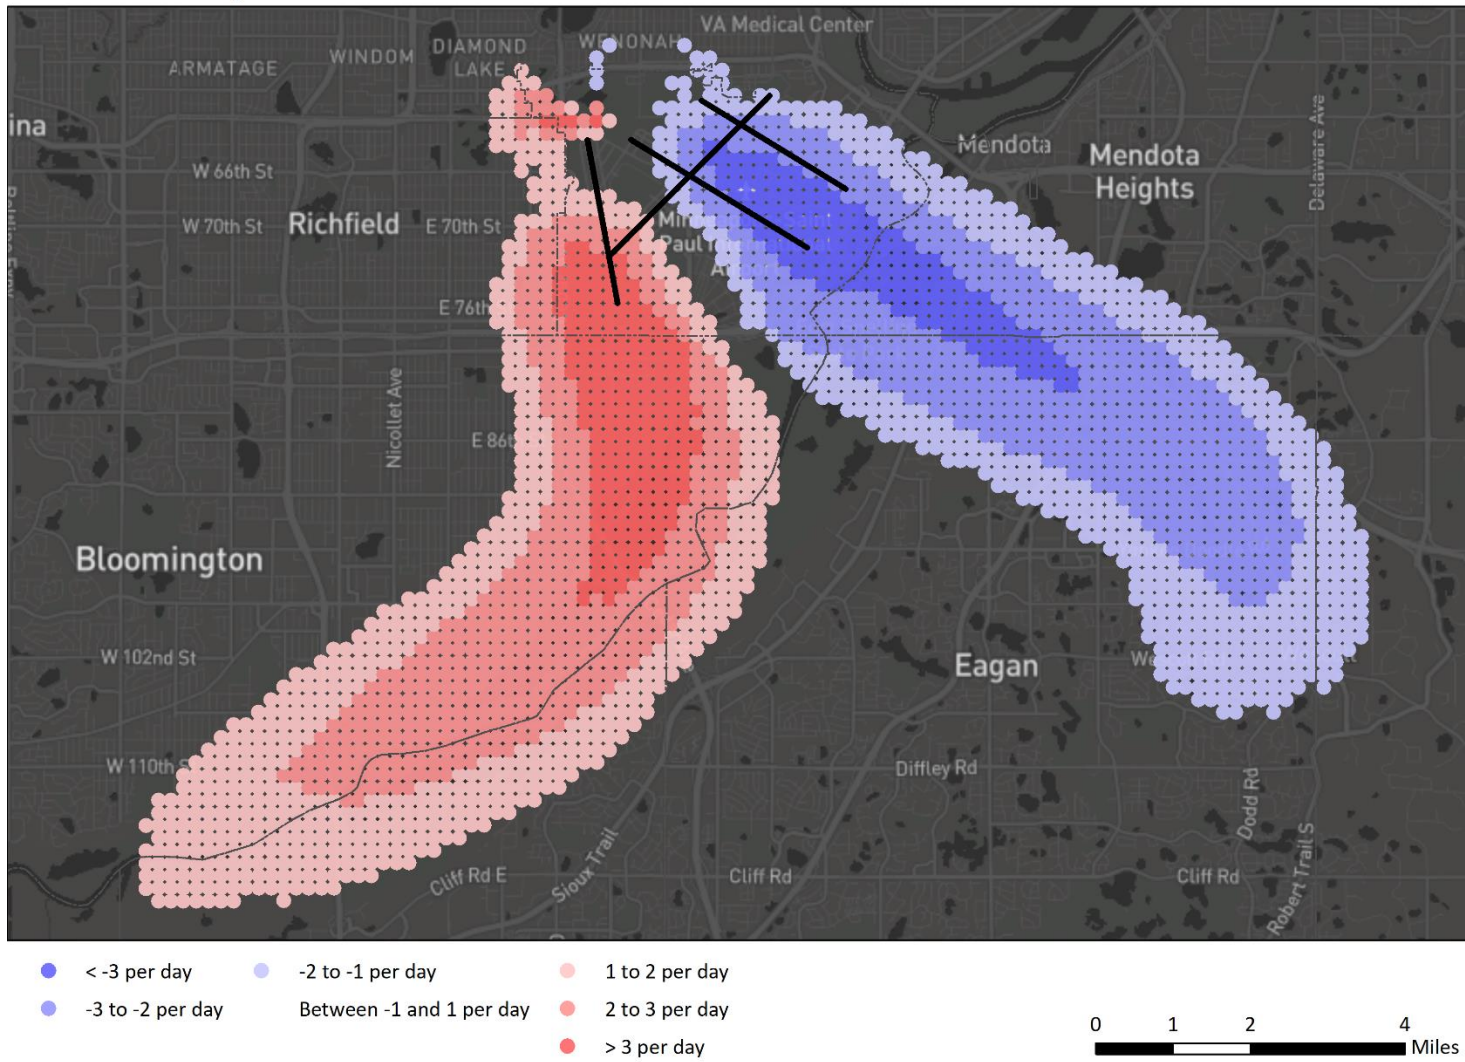 VA Medical Center
WENONAH
DIAMOND
LAKE
WINDOM
ARMATAGE
ina
Mendota
Mendota
Heights
Delaware Ave
W 66th St
W 70th St
Richfield
E 70th St
Min
Paul
E 76th
Nicollet Ave
E 86t
Bloomington
W 102nd St
Eagan
We
W 110th S
Diffley Rd
Dodd Rd
Robert Trail S
Sioux Trail
Cliff Rd E
Cliff Rd
Cliff Rd
< -3 per day
-2 to -1 per day
1 to 2 per day
-3 to -2 per day
Between -1 and 1 per day
2 to 3 per day
> 3 per day
0 1 2 4
Miles